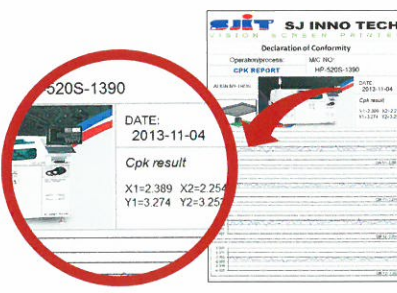 SJIT SJ INNO TECH
VISION SCREEN PRINTER
Declaration of Conformity
Operation/process: M/C NO:
CPK REPORT HP-520S-1390
DATE:
2013-11-04
Cpk result
520S-1390
DATE:
2013-11-04
Cpk result
X1=2.389 X2=2.254
Y1=3.274 Y2=3.257